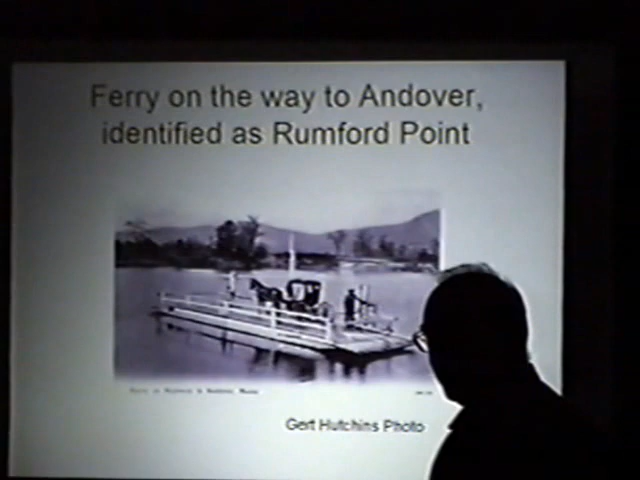 Ferry on the way to Andover,
identified as Rumford Point
Gert Hutchins Photo